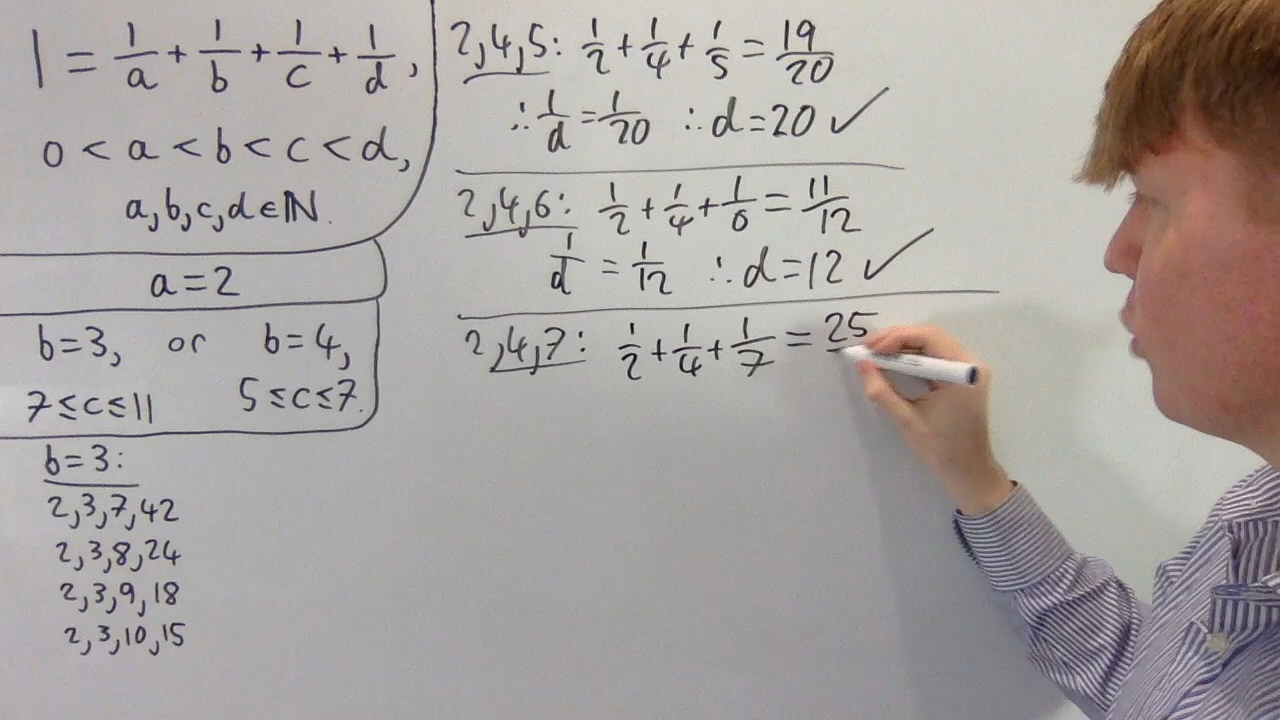 1 = 1/a + 1/b + 1/c + 1/d,
0 < a < b < c < d,
a,b,c,d ∈ ℕ.
a=2
b=3, or b=4,
7 ≤ c ≤ 11 5 ≤ c ≤ 7.
b=3:
2,3,7,42
2,3,8,24
2,3,9,18
2,3,10,15
2,4,5: 1/2 + 1/4 + 1/5 = 19/20
∴ 1/d = 1/20 ∴ d=20 ✓
2,4,6: 1/2 + 1/4 + 1/6 = 11/12
1/d = 1/12 ∴ d=12 ✓
2,4,7: 1/2 + 1/4 + 1/7 = 25